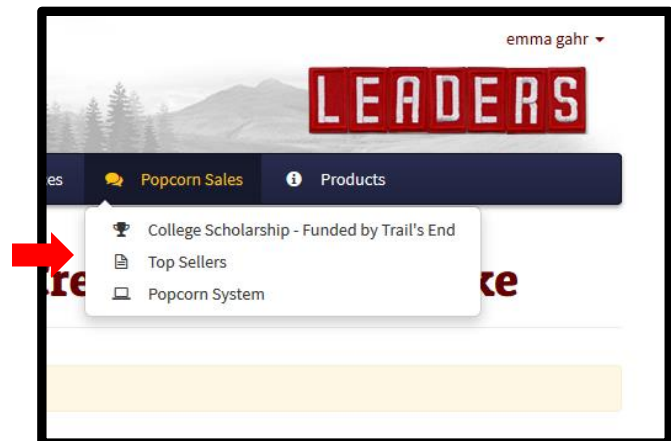 emma gahr
LEADERS
es Popcorn Sales Products
College Scholarship - Funded by Trail's End
Top Sellers
Popcorn System